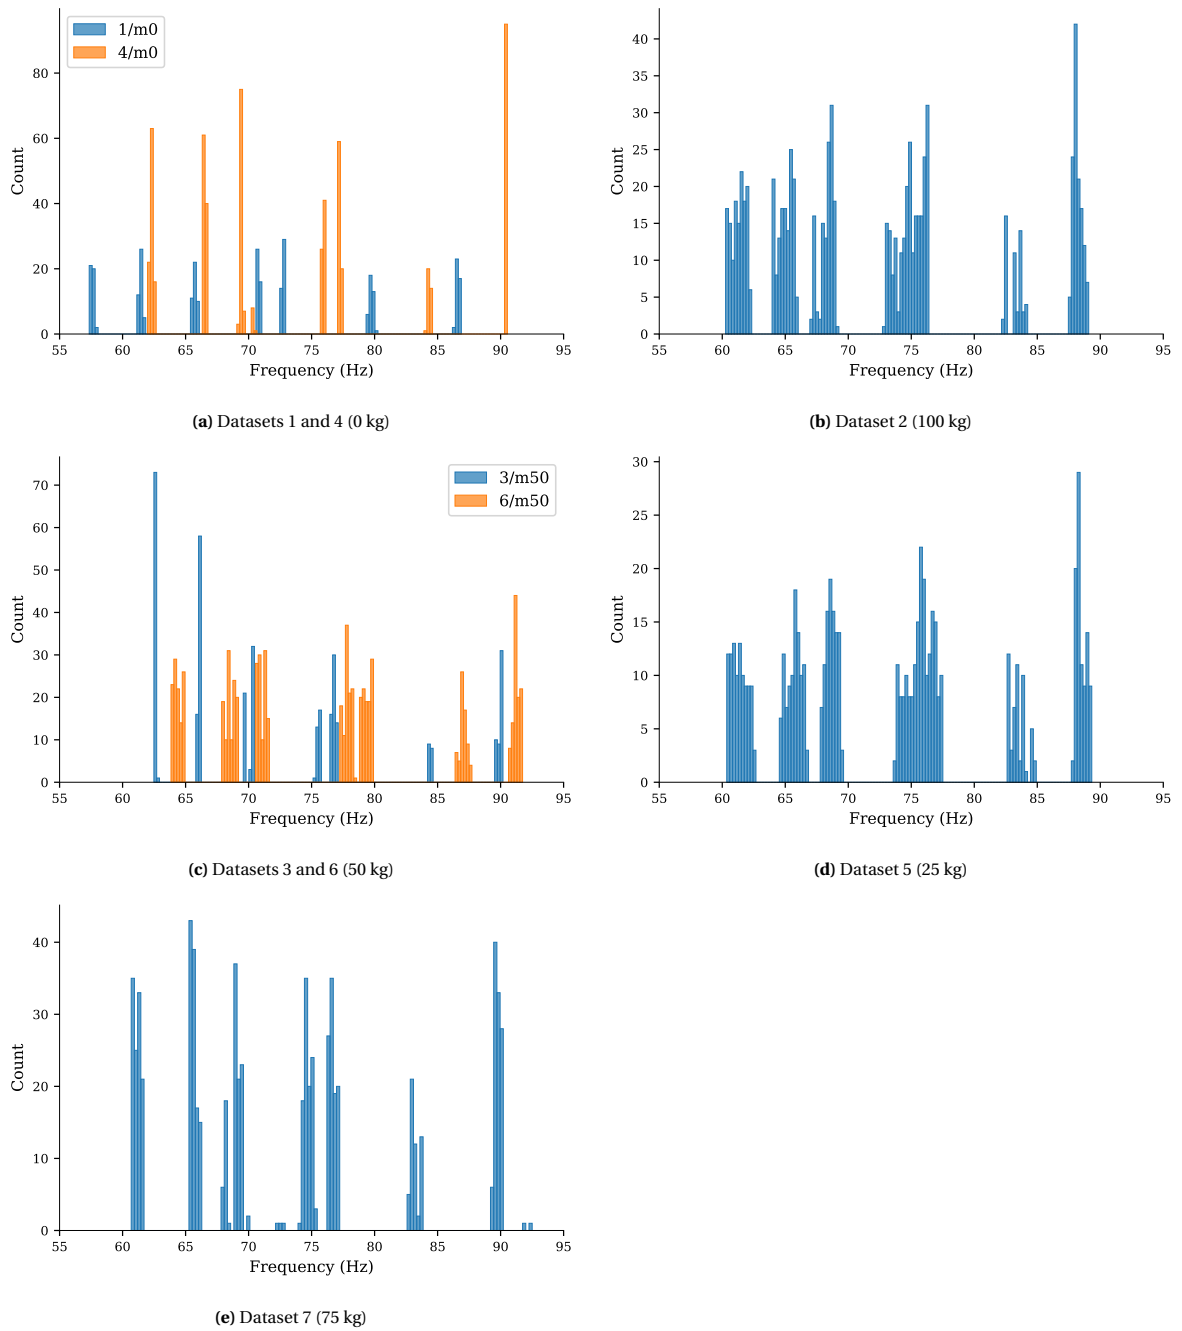 1/m0
4/m0
Count
80
60
40
20
0
55 60 65 70 75 80 85 90 95
Frequency (Hz)
(a) Datasets 1 and 4 (0 kg)
Count
40
35
30
25
20
15
10
5
0
55 60 65 70 75 80 85 90 95
Frequency (Hz)
(b) Dataset 2 (100 kg)
3/m50
6/m50
Count
70
60
50
40
30
20
10
0
55 60 65 70 75 80 85 90 95
Frequency (Hz)
(c) Datasets 3 and 6 (50 kg)
Count
30
25
20
15
10
5
0
55 60 65 70 75 80 85 90 95
Frequency (Hz)
(d) Dataset 5 (25 kg)
Count
40
30
20
10
0
55 60 65 70 75 80 85 90 95
Frequency (Hz)
(e) Dataset 7 (75 kg)